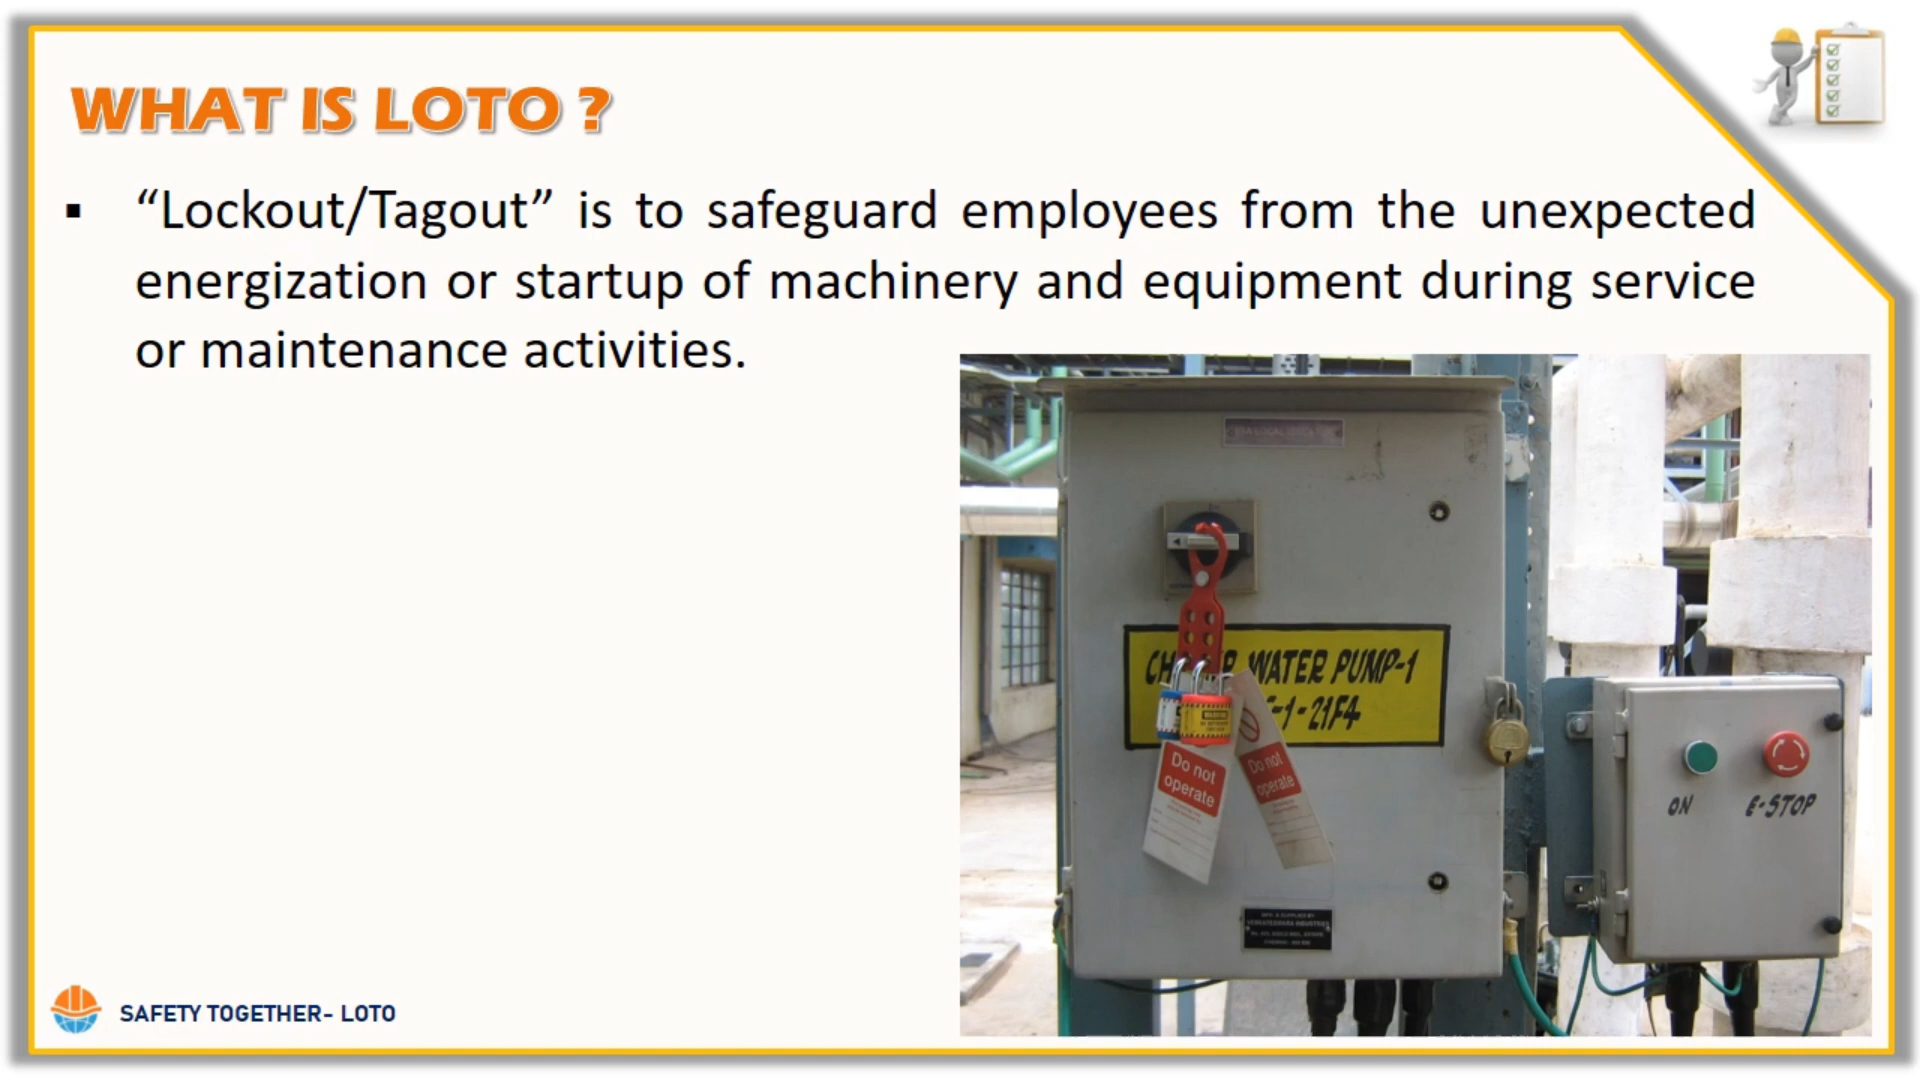 WHAT IS LOTO ?
▪ “Lockout/Tagout” is to safeguard employees from the unexpected
energization or startup of machinery and equipment during service
or maintenance activities.
WATER PUMP-1
-1-21F4
Do not
operate
Do not
operate
ON
E-STOP
SAFETY TOGETHER- LOTO